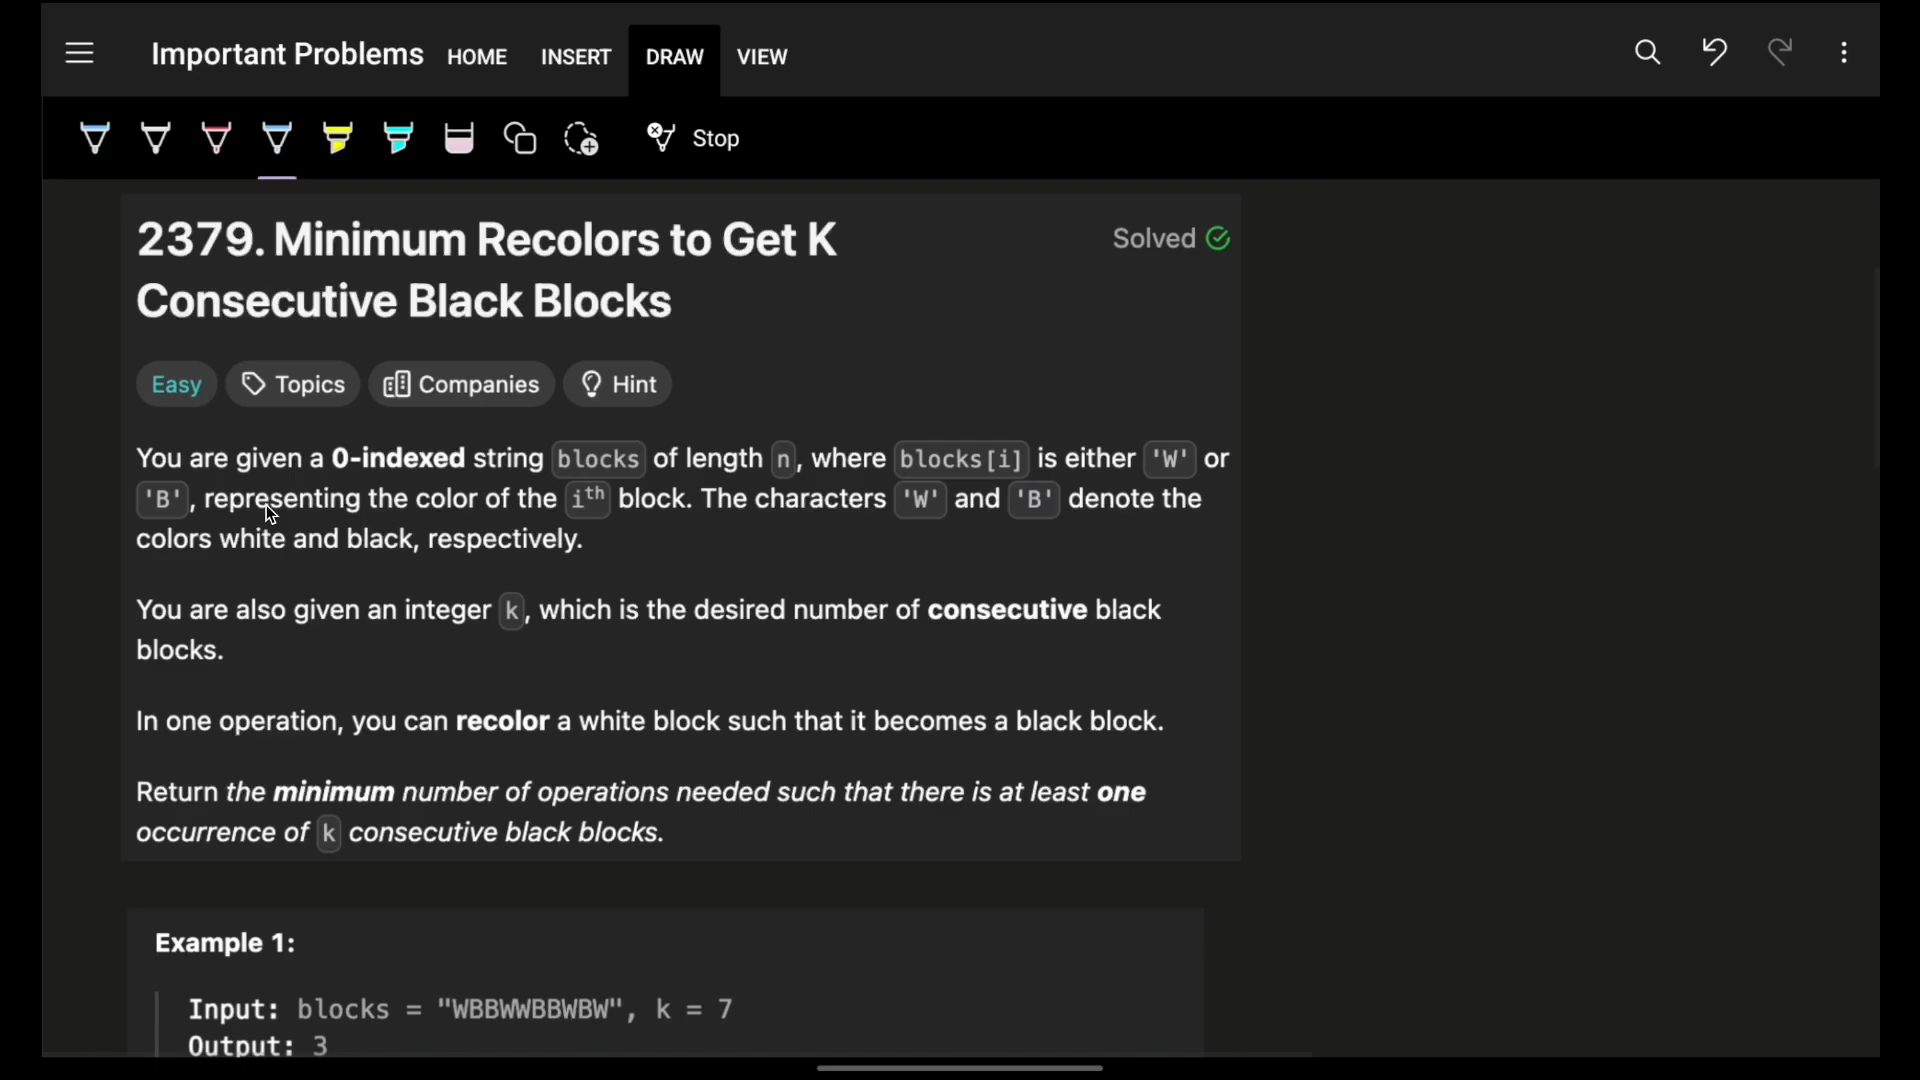 Important Problems HOME INSERT DRAW VIEW
Stop
2379. Minimum Recolors to Get K
Consecutive Black Blocks
Solved
Easy Topics Companies Hint
You are given a 0-indexed string blocks of length n, where blocks[i] is either 'W' or
'B', representing the color of the ith block. The characters 'W' and 'B' denote the
colors white and black, respectively.
You are also given an integer k, which is the desired number of consecutive black
blocks.
In one operation, you can recolor a white block such that it becomes a black block.
Return the minimum number of operations needed such that there is at least one
occurrence of k consecutive black blocks.
Example 1:
Input: blocks = "WBBWWBBWBW", k = 7
Output: 3